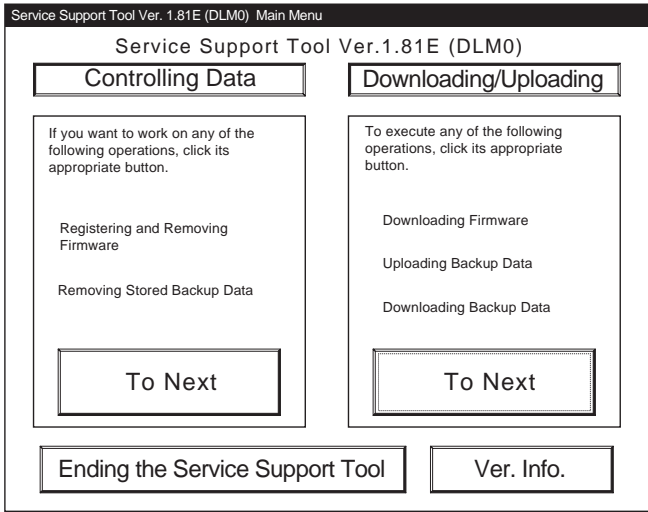 Service Support Tool Ver. 1.81E (DLM0) Main Menu
Service Support Tool Ver.1.81E (DLM0)
Controlling Data
If you want to work on any of the
following operations, click its
appropriate button.
Registering and Removing
Firmware
Removing Stored Backup Data
To Next
Downloading/Uploading
To execute any of the following
operations, click its appropriate
button.
Downloading Firmware
Uploading Backup Data
Downloading Backup Data
To Next
Ending the Service Support Tool
Ver. Info.